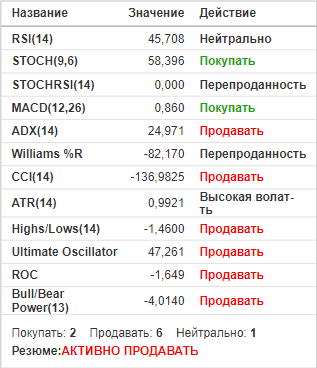 Название Значение Действие
RSI(14) 45,708 Нейтрально
STOCH(9,6) 58,396 Покупать
STOCHRSI(14) 0,000 Перепроданность
MACD(12,26) 0,860 Покупать
ADX(14) 24,971 Продавать
Williams %R -82,170 Перепроданность
CCI(14) -136,9825 Продавать
ATR(14) 0,9921 Высокая волат-
ть
Highs/Lows(14) -1,4600 Продавать
Ultimate Oscillator 47,261 Продавать
ROC -1,649 Продавать
Bull/Bear
Power(13) -4,0140 Продавать
Покупать: 2 Продавать: 6 Нейтрально: 1
Резюме:АКТИВНО ПРОДАВАТЬ